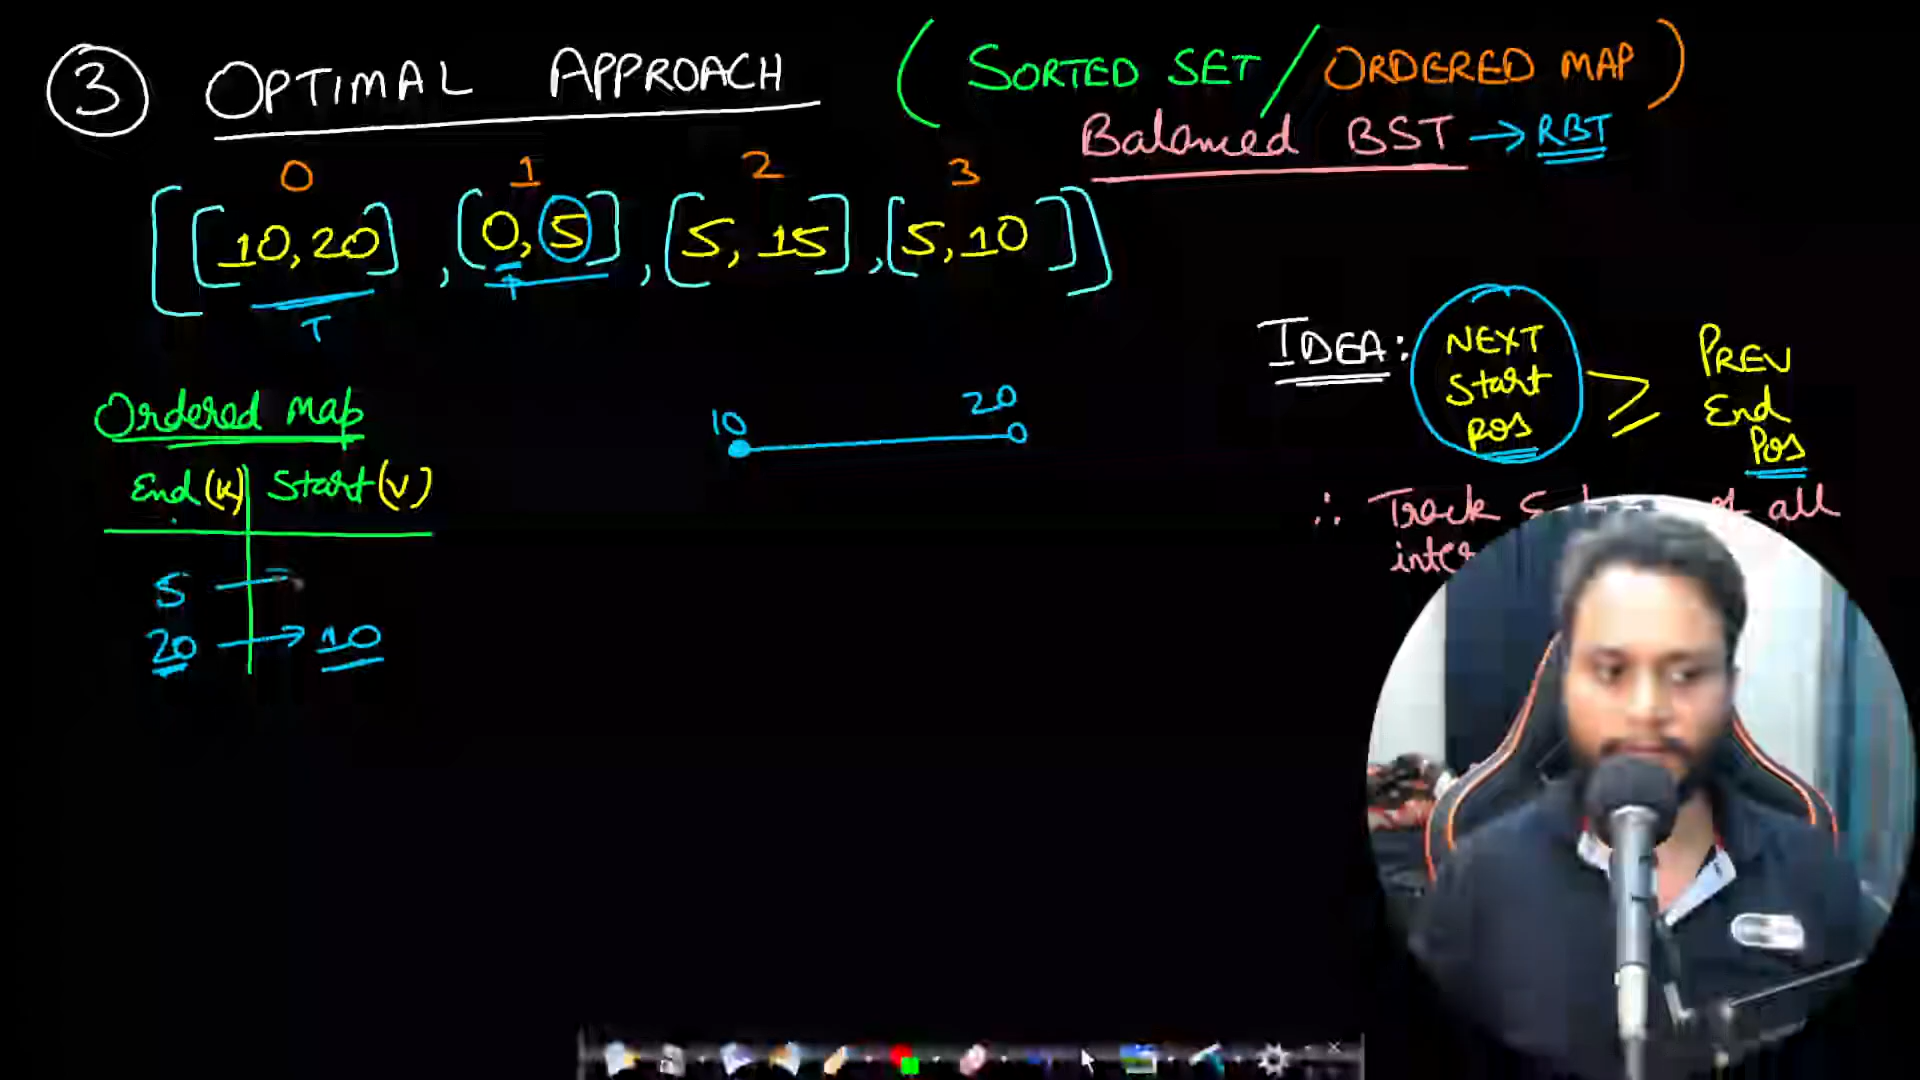 3 OPTIMAL APPROACH (SORTED SET / ORDERED MAP)
Balanced BST → RBT
0 1 2 3
[[10,20], [0,5], [5,15], [5,10]]
T T
IDEA: NEXT Start Pos ≥ PREV End Pos
∴ Track all
Ordered Map
End(K) Start(V)
5 →
20 → 10
10 20